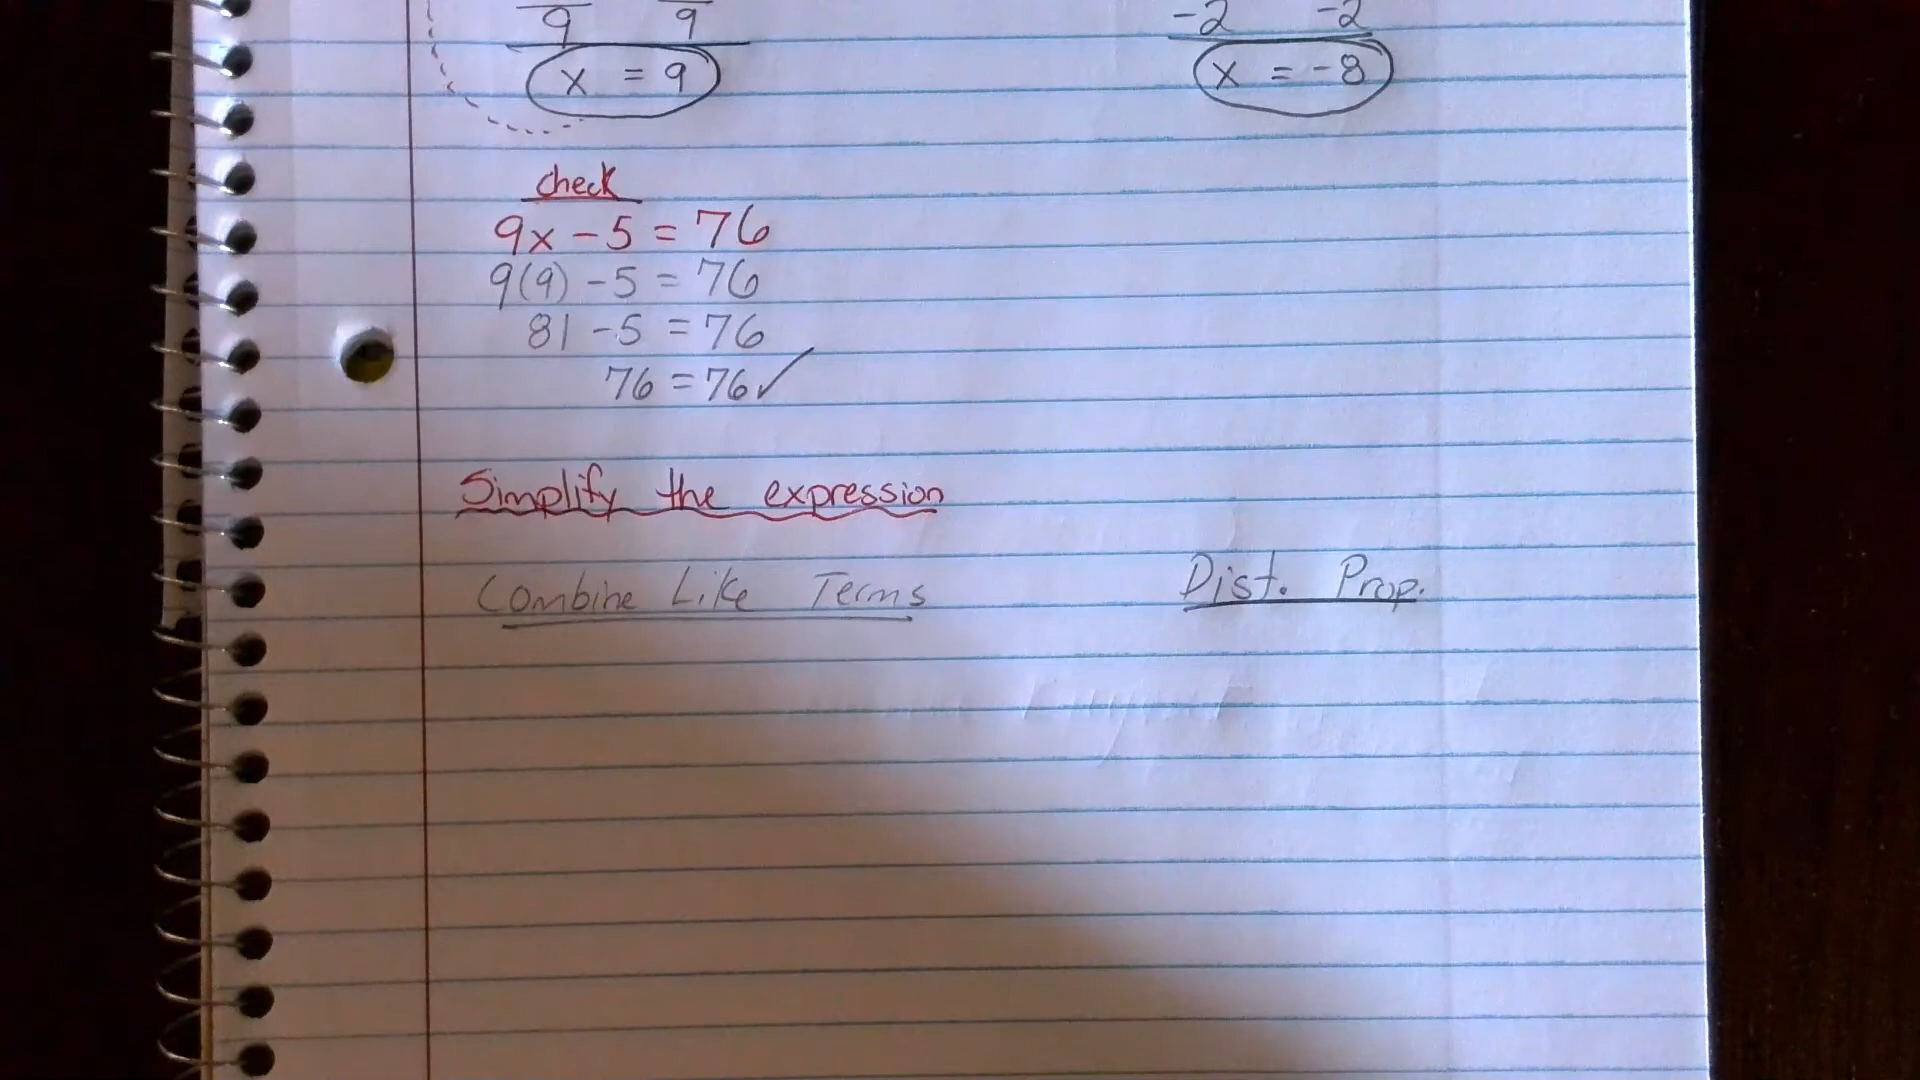 9 9
x = 9
-2 -2
x = -8
check
9x - 5 = 76
9(9) - 5 = 76
81 - 5 = 76
76 = 76 ✓
Simplify the expression
Combine Like Terms
Dist. Prop.